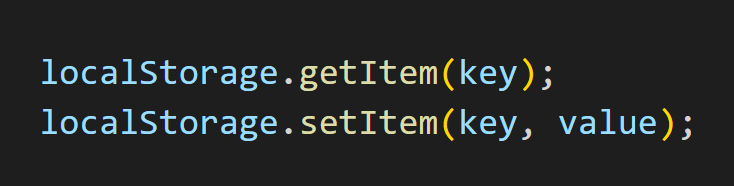 localStorage.getItem(key);
localStorage.setItem(key, value);